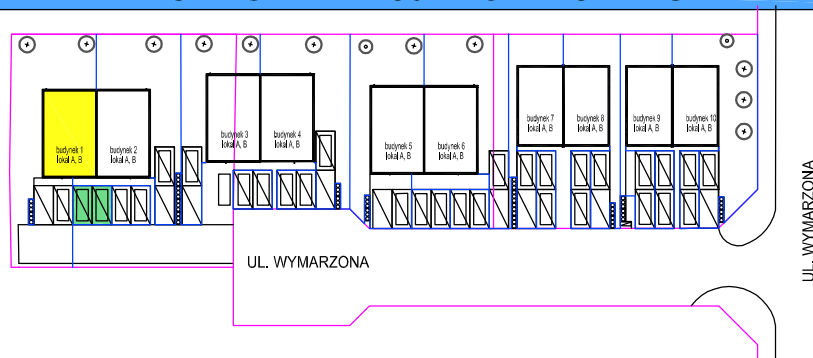 budynek 1
lokal A, B
budynek 2
lokal A, B
budynek 3
lokal A, B
budynek 4
lokal A, B
budynek 5
lokal A, B
budynek 6
lokal A, B
budynek 7
lokal A, B
budynek 8
lokal A, B
budynek 9
lokal A, B
budynek 10
lokal A, B
UL. WYMARZONA
UL. WYMARZONA